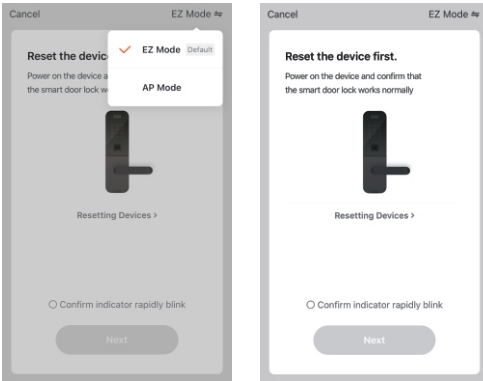 Cancel
EZ Mode ⇋
EZ Mode Default
AP Mode
Reset the devic
Power on the device a
the smart door lock w
Resetting Devices >
Confirm indicator rapidly blink
Next
Cancel
EZ Mode ⇋
Reset the device first.
Power on the device and confirm that
the smart door lock works normally
Resetting Devices >
Confirm indicator rapidly blink
Next